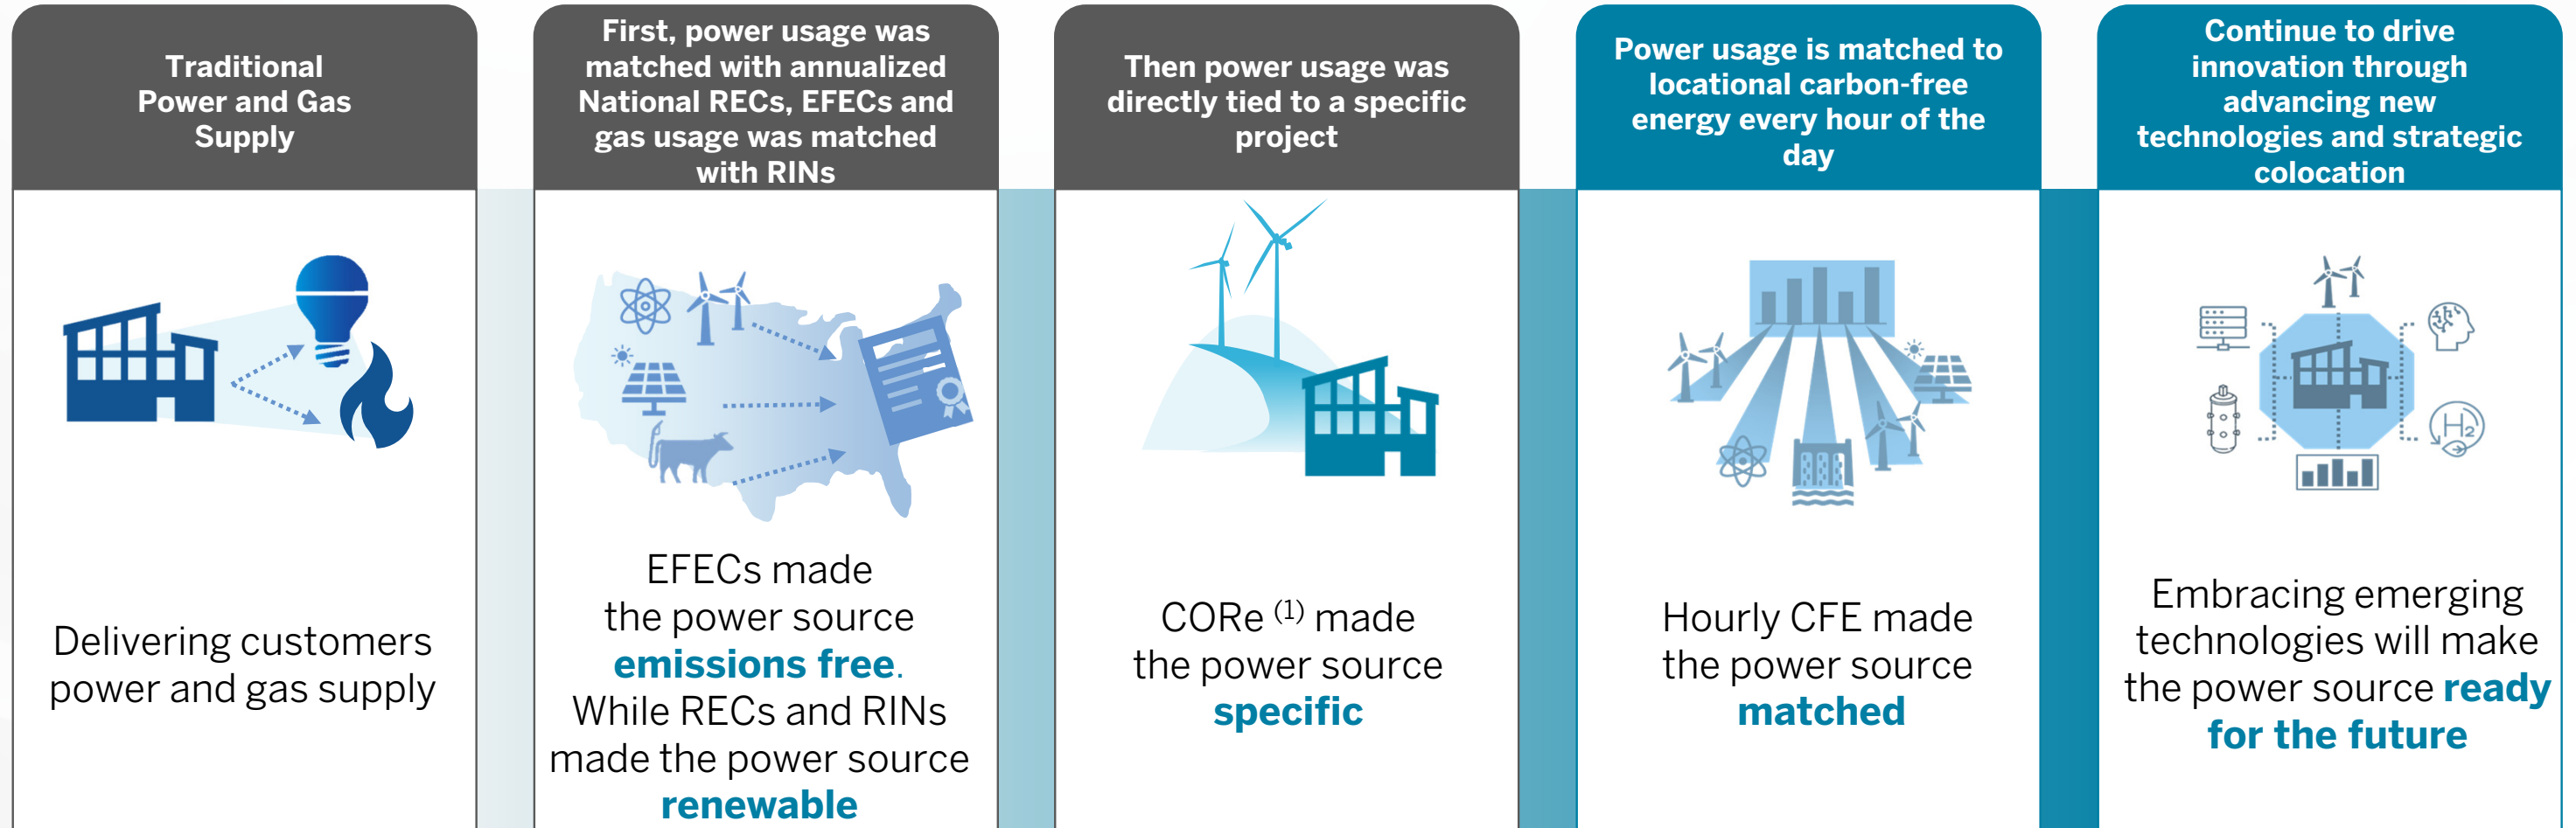 Traditional
Power and Gas
Supply
First, power usage was
matched with annualized
National RECs, EFECs and
gas usage was matched
with RINs
Then power usage was
directly tied to a specific
project
Power usage is matched to
locational carbon-free
energy every hour of the
day
Continue to drive
innovation through
advancing new
technologies and strategic
colocation
H2
Delivering customers
power and gas supply
EFECs made
the power source
emissions free.
While RECs and RINs
made the power source
renewable
CORe (1) made
the power source
specific
Hourly CFE made
the power source
matched
Embracing emerging
technologies will make
the power source ready
for the future